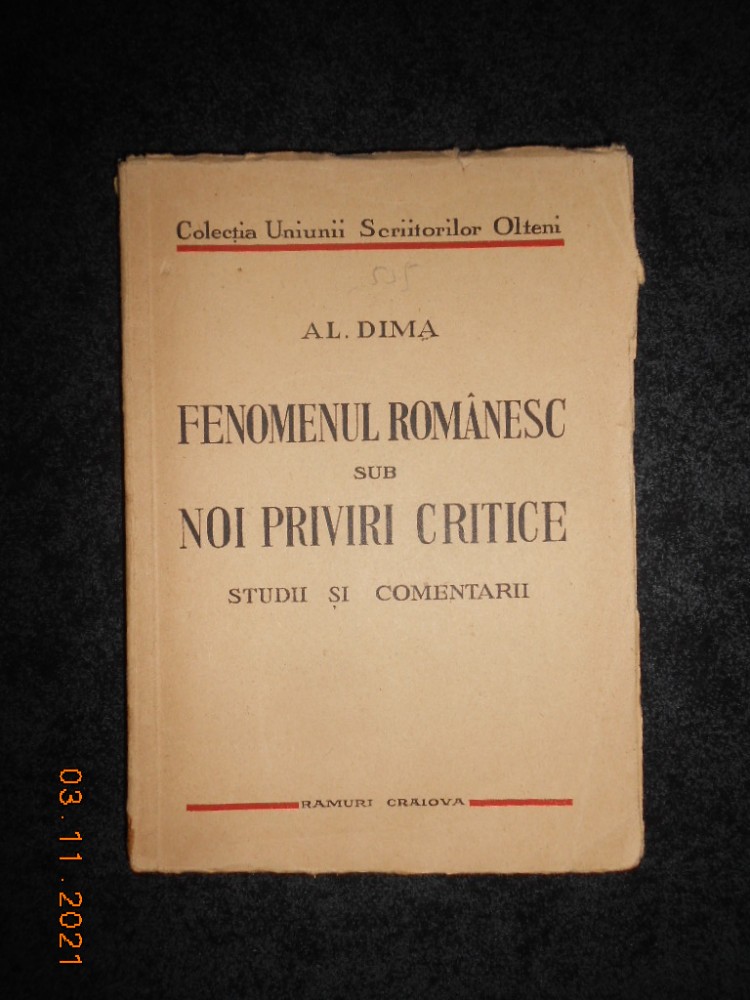 Colecția Uniunii Scriitorilor Olteni
AL. DIMA
FENOMENUL ROMÂNESC
SUB
NOI PRIVIRI CRITICE
STUDII ȘI COMENTARII
RAMURI CRAIOVA
03.11.2021